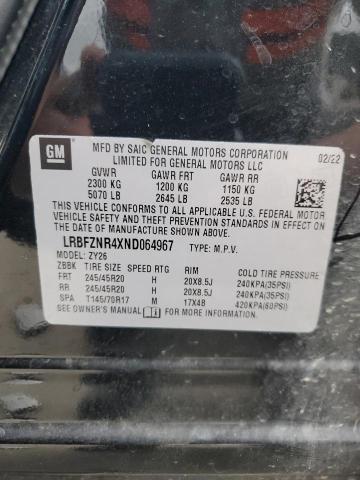 GM
MFD BY SAIC GENERAL MOTORS CORPORATION 02/22
LIMITED FOR GENERAL MOTORS LLC
GVWR GAWR FRT GAWR RR
2300 KG 1200 KG 1150 KG
5070 LB 2645 LB 2535 LB
THIS VEHICLE CONFORMS TO ALL APPLICABLE U.S. FEDERAL MOTOR
VEHICLE SAFETY AND THEFT PREVENTION STANDARDS IN EFFECT ON
THE DATE OF MANUFACTURE SHOWN ABOVE.
LRBFZNR4XND064967 TYPE: M.P.V.
MODEL: ZY26
ZBBK TIRE SIZE SPEED RTG RIM
FRT 245/45R20 H 20X8.5J 240KPA(35PSI)
RR 245/45R20 H 20X8.5J 240KPA(35PSI)
SPA T145/70R17 M 17X4B 420KPA(60PSI)
SEE OWNER'S MANUAL FOR MORE INFORMATION